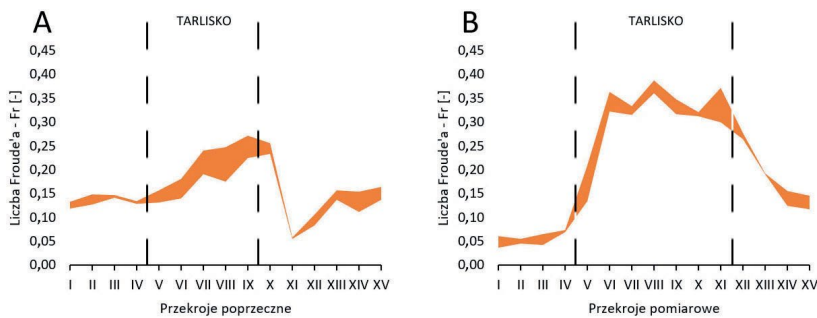 A
TARLISKO
Liczba Froude'a - Fr [-]
0,45
0,40
0,35
0,30
0,25
0,20
0,15
0,10
0,05
0,00
I II III IV V VI VII VIII IX X XI XII XIII XIV XV
Przekroje poprzeczne
B
TARLISKO
Liczba Froude'a - Fr [-]
0,45
0,40
0,35
0,30
0,25
0,20
0,15
0,10
0,05
0,00
I II III IV V VI VII VIII IX X XI XII XIII XIV XV
Przekroje pomiarowe